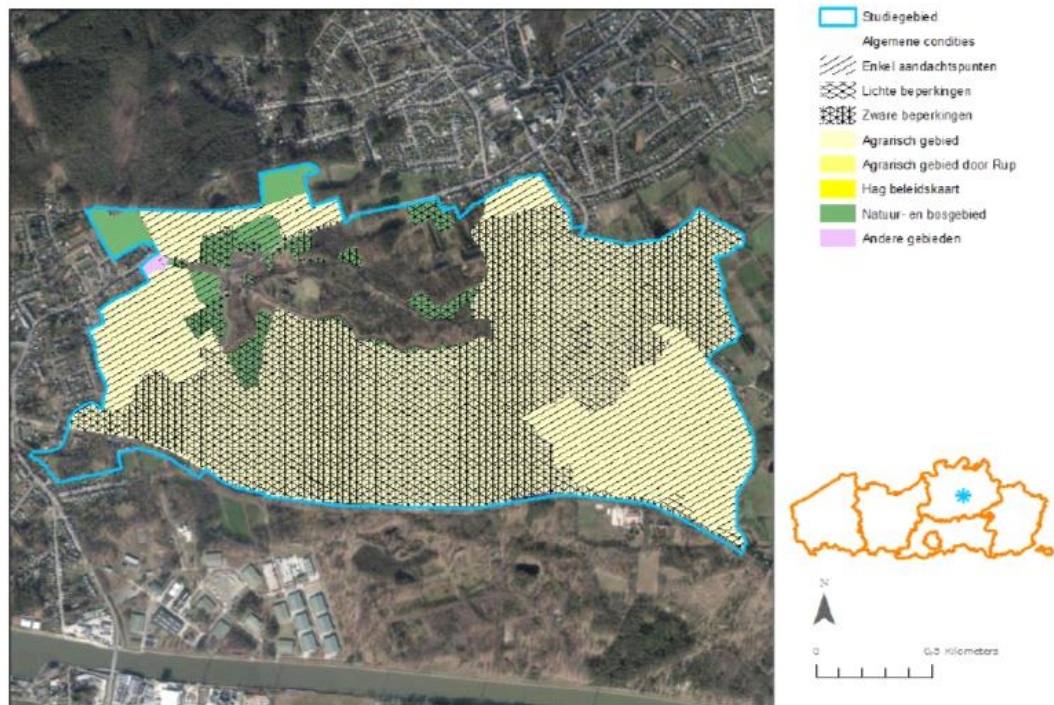 Studiegebied
Algemene condities
Enkel aandachtspunten
Lichte beperkingen
Zware beperkingen
Agrarisch gebied
Agrarisch gebied door Rup
Hag beleidskaart
Natuur- en bosgebied
Andere gebieden
N
0 0,5 Kilometers